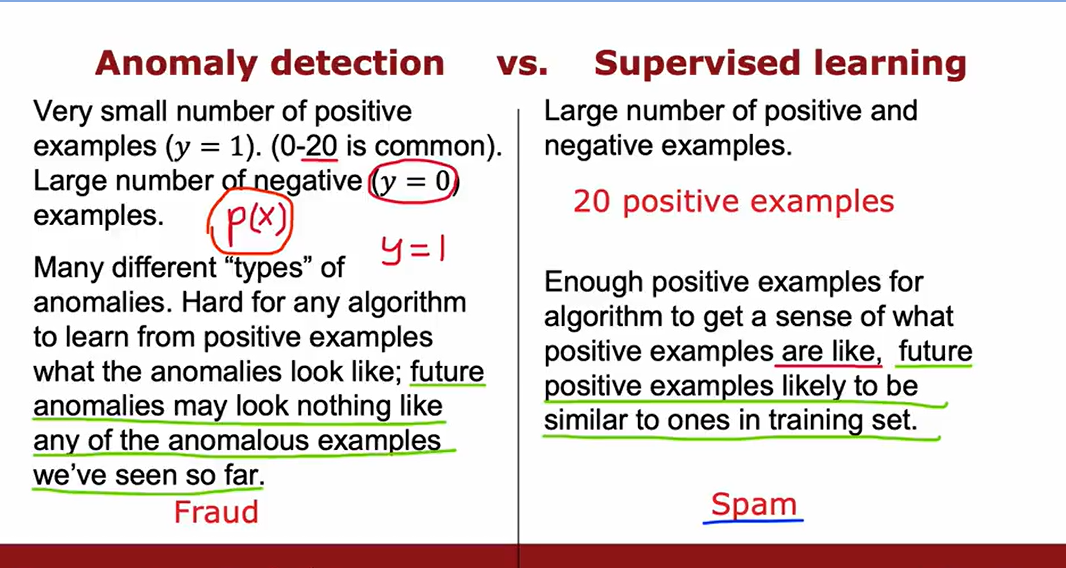 Anomaly detection vs. Supervised learning
Very small number of positive
examples (y = 1). (0-20 is common).
Large number of negative (y = 0)
examples.
p(x)
y=1
Many different “types” of
anomalies. Hard for any algorithm
to learn from positive examples
what the anomalies look like; future
anomalies may look nothing like
any of the anomalous examples
we’ve seen so far.
Fraud
Large number of positive and
negative examples.
20 positive examples
Enough positive examples for
algorithm to get a sense of what
positive examples are like, future
positive examples likely to be
similar to ones in training set.
Spam